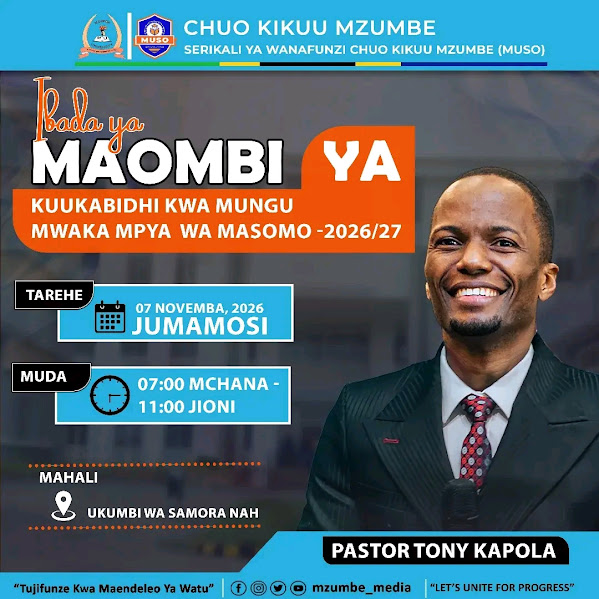 CHUO KIKUU MZUMBE
MUSO
SERIKALI YA WANAFUNZI CHUO KIKUU MZUMBE (MUSO)
Ibada ya
MAOMBI YA
KUUKABIDHI KWA MUNGU
MWAKA MPYA WA MASOMO -2026/27
TAREHE
07 NOVEMBA, 2026
JUMAMOSI
MUDA
07:00 MCHANA -
11:00 JIONI
MAHALI
UKUMBI WA SAMORA NAH
PASTOR TONY KAPOLA
“Tujifunze Kwa Maendeleo Ya Watu” mzumbe_media “LET’S UNITE FOR PROGRESS”